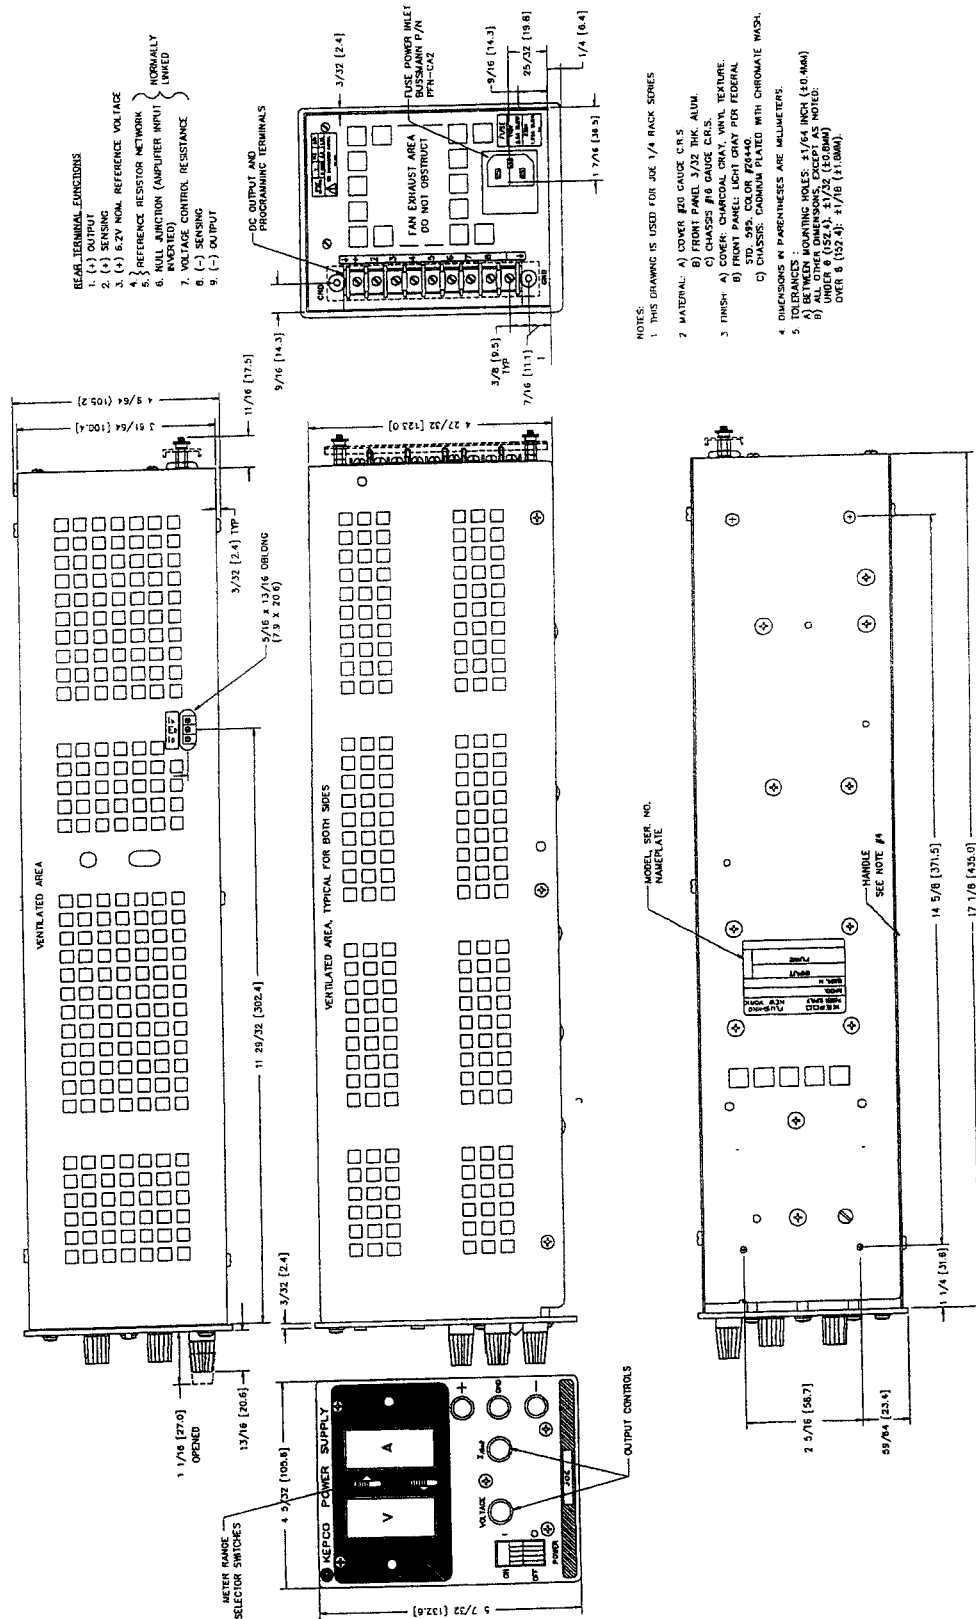 REAR TERMINAL FUNCTIONS
1. (+) OUTPUT
2. (+) SENSING
3. (+) 6.2V NOM. REFERENCE VOLTAGE
4. } REFERENCE RESISTOR NETWORK
5. }
NORMALLY
LINKED
6. NULL JUNCTION (AMPLIFIER INPUT
INVERTED)
7. VOLTAGE CONTROL RESISTANCE
8. (-) SENSING
9. (-) OUTPUT
DC OUTPUT AND
PROGRAMMING TERMINALS
FUSE POWER INLET
BUSSMANN P/N
PFN-CA2
3/32 [2.4]
9/16 [14.3]
25/32 [19.8]
1/4 [6.4]
1 7/16 [36.5]
FAN EXHAUST AREA
DO NOT OBSTRUCT
FUSE
GND
GND
9/16 [14.3]
3/8 [9.5]
TYP
7/16 [11.1]
NOTES:
1 THIS DRAWING IS USED FOR JOE 1/4 RACK SERIES
2 MATERIAL: A) COVER #20 GAUGE C.R.S.
B) FRONT PANEL 3/32 THK. ALUM.
C) CHASSIS #16 GAUGE C.R.S.
3 FINISH: A) COVER: CHARCOAL GRAY, VINYL TEXTURE.
B) FRONT PANEL: LIGHT GRAY PER FEDERAL
STD. 595, COLOR #26440.
C) CHASSIS: CADMIUM PLATED WITH CHROMATE WASH.
4. DIMENSIONS IN PARENTHESES ARE MILLIMETERS.
5. TOLERANCES :
A) BETWEEN MOUNTING HOLES: ±1/64 INCH (±0.4MM)
B) ALL OTHER DIMENSIONS, EXCEPT AS NOTED:
UNDER 6 (152.4): ±1/32 (±0.8MM)
OVER 6 (152.4): ±1/16 (±1.6MM).
4 9/64 (105.2)
3 61/64 [100.4]
11/16 [17.5]
VENTILATED AREA
3/32 [2.4] TYP
5/16 x 13/16 OBLONG
(7.9 X 20.6)
11 29/32 [302.4]
1 1/16 [27.0]
OPENED
13/16 [20.6]
4 27/32 [123.0]
VENTILATED AREA, TYPICAL FOR BOTH SIDES
3/32 [2.4]
MODEL, SER. NO.
NAMEPLATE
KEPCO
FLUSHING
NEW YORK
MODEL
INPUT
FUSE
HANDLE
SEE NOTE #4
14 5/8 [371.5]
17 1/8 [435.0]
1 1/4 [31.8]
2 5/16 [58.7]
59/64 [23.4]
METER RANGE
SELECTOR SWITCHES
4 5/32 [105.6]
5 7/32 [132.6]
KEPCO POWER SUPPLY
V
A
+
GND
-
VOLTAGE
ON
OFF
POWER
JOE
OUTPUT CONTROLS